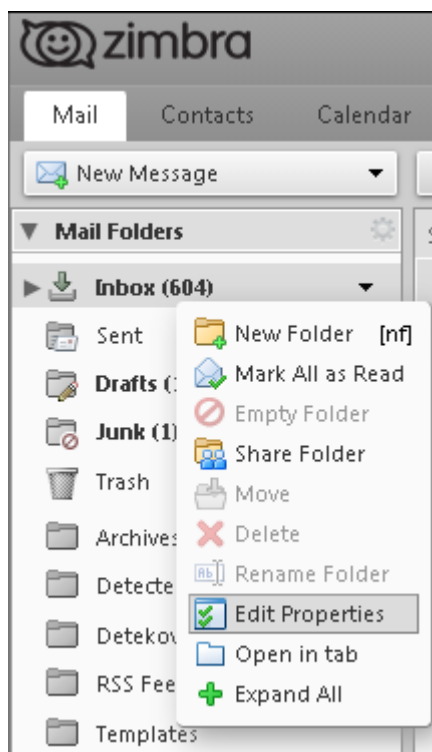 zimbra
Mail Contacts Calendar
New Message
Mail Folders
Inbox (604)
Sent
Drafts (
Junk (1)
Trash
Archives
RSS Fee
Templates
New Folder [nf]
Mark All as Read
Empty Folder
Share Folder
Move
Delete
Rename Folder
Edit Properties
Open in tab
Expand All